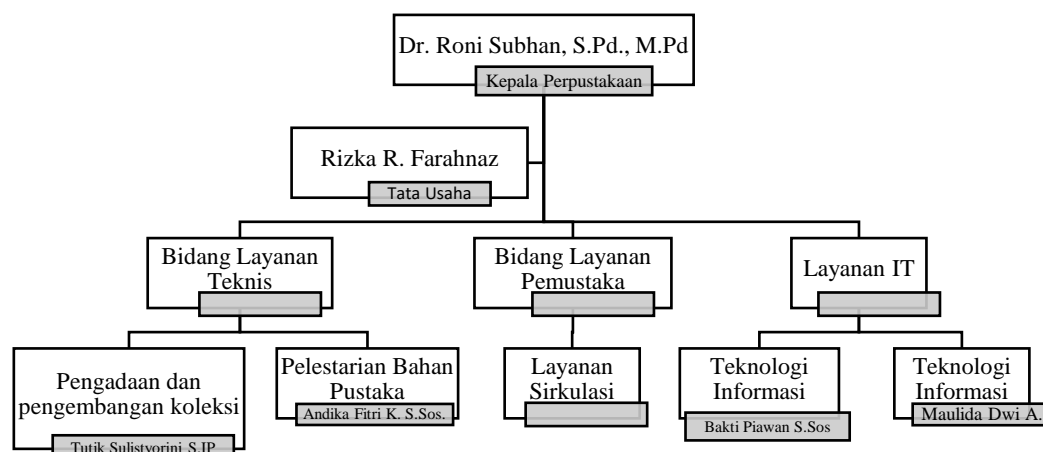 Dr. Roni Subhan, S.Pd., M.Pd
Kepala Perpustakaan
Rizka R. Farahnaz
Tata Usaha
Bidang Layanan
Teknis
Bidang Layanan
Pemustaka
Layanan IT
Pengadaan dan
pengembangan koleksi
Tutik Sulistyorini S.IP
Pelestarian Bahan
Pustaka
Andika Fitri K. S.Sos.
Layanan
Sirkulasi
Teknologi
Informasi
Bakti Piawan S.Sos
Teknologi
Informasi
Maulida Dwi A.